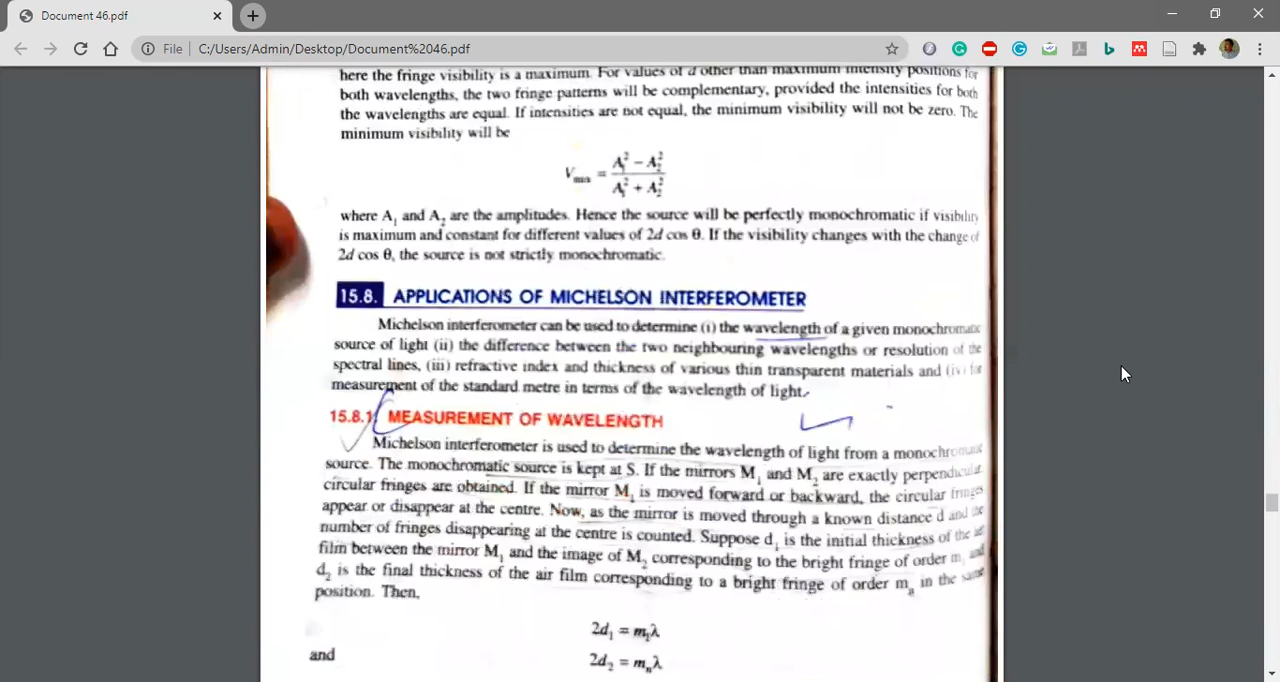 Document 46.pdf
File C:/Users/Admin/Desktop/Document%2046.pdf
here the fringe visibility is a maximum. For values of d other than maximum intensity positions for
both wavelengths, the two fringe patterns will be complementary, provided the intensities for both
the wavelengths are equal. If intensities are not equal, the minimum visibility will not be zero. The
minimum visibility will be
V_min = (A₁² − A₂²) / (A₁² + A₂²)
where A₁ and A₂ are the amplitudes. Hence the source will be perfectly monochromatic if visibility
is maximum and constant for different values of 2d cos θ. If the visibility changes with the change of
2d cos θ, the source is not strictly monochromatic.
15.8. APPLICATIONS OF MICHELSON INTERFEROMETER
Michelson interferometer can be used to determine (i) the wavelength of a given monochromatic
source of light (ii) the difference between the two neighbouring wavelengths or resolution of the
spectral lines, (iii) refractive index and thickness of various thin transparent materials and (iv) for
measurement of the standard metre in terms of the wavelength of light.
15.8.1 MEASUREMENT OF WAVELENGTH
Michelson interferometer is used to determine the wavelength of light from a monochromatic
source. The monochromatic source is kept at S. If the mirrors M₁ and M₂ are exactly perpendicular
circular fringes are obtained. If the mirror M₁ is moved forward or backward, the circular fringes
appear or disappear at the centre. Now, as the mirror is moved through a known distance d and the
number of fringes disappearing at the centre is counted. Suppose d₁ is the initial thickness of the air
film between the mirror M₁ and the image of M₂ corresponding to the bright fringe of order m₁ and
d₂ is the final thickness of the air film corresponding to a bright fringe of order mₙ in the same
position. Then,
2d₁ = m₁λ
and 2d₂ = mₙλ